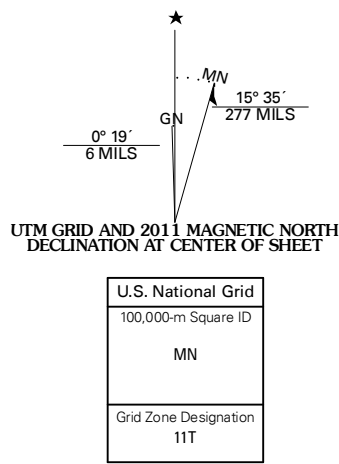 MN
GN
15° 35´
277 MILS
0° 19´
6 MILS
UTM GRID AND 2011 MAGNETIC NORTH
DECLINATION AT CENTER OF SHEET
U.S. National Grid
100,000-m Square ID
MN
Grid Zone Designation
11T